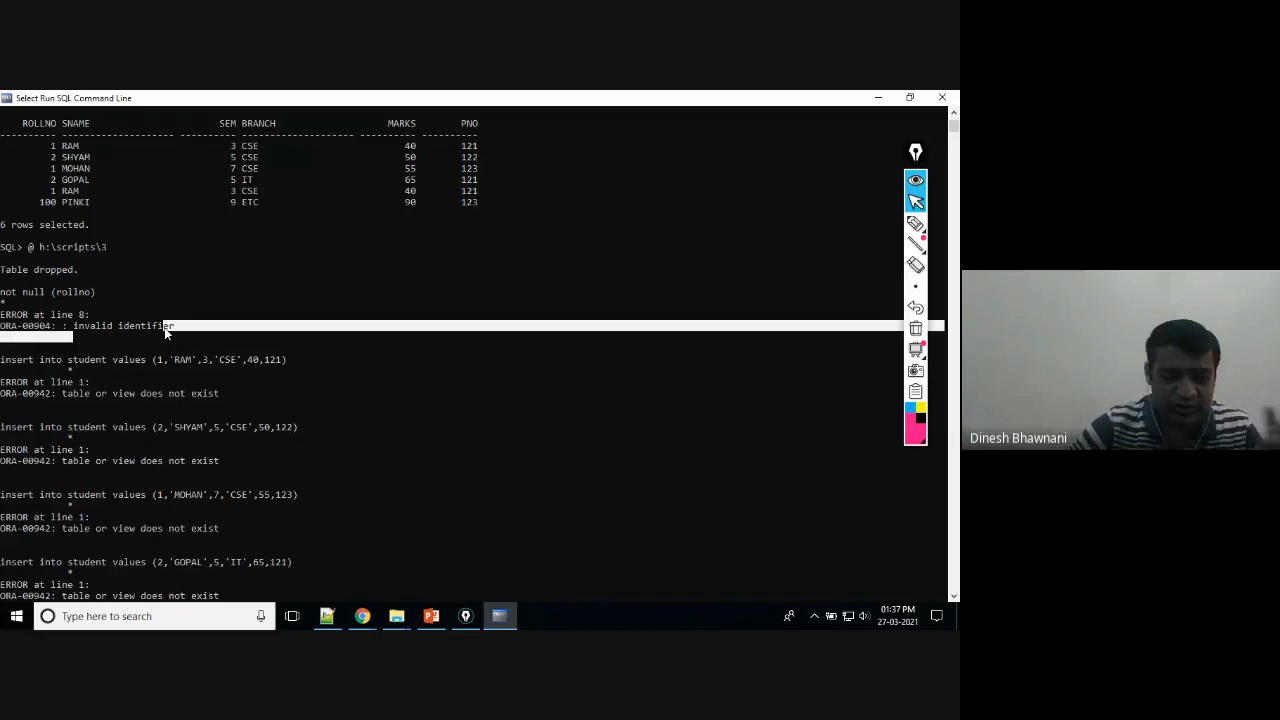 Select Run SQL Command Line
ROLLNO SNAME SEM BRANCH MARKS PNO
---------- -------------------- ---------- -------------------- ---------- ----------
1 RAM 3 CSE 40 121
2 SHYAM 5 CSE 50 122
1 MOHAN 7 CSE 55 123
2 GOPAL 5 IT 65 121
1 RAM 3 CSE 40 121
100 PINKI 9 ETC 90 123
6 rows selected.
SQL> @ h:\scripts\3
Table dropped.
not null (rollno)
*
ERROR at line 8:
ORA-00904: : invalid identifier
insert into student values (1,'RAM',3,'CSE',40,121)
*
ERROR at line 1:
ORA-00942: table or view does not exist
insert into student values (2,'SHYAM',5,'CSE',50,122)
*
ERROR at line 1:
ORA-00942: table or view does not exist
insert into student values (1,'MOHAN',7,'CSE',55,123)
*
ERROR at line 1:
ORA-00942: table or view does not exist
insert into student values (2,'GOPAL',5,'IT',65,121)
*
ERROR at line 1:
ORA-00942: table or view does not exist
Dinesh Bhawnani
Type here to search
01:37 PM
27-03-2021